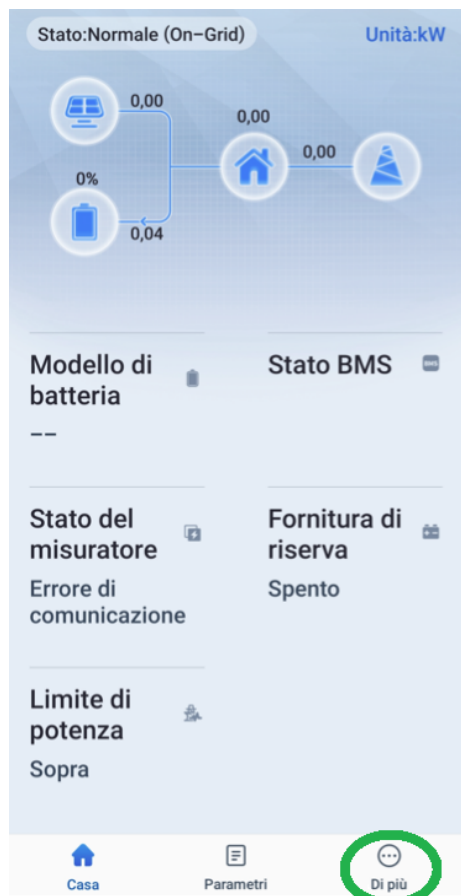 Stato:Normale (On-Grid)
Unità:kW
0,00
0,00
0,00
0%
0,04
Modello di
batteria
--
Stato BMS
BMS
Stato del
misuratore
Errore di
comunicazione
Fornitura di
riserva
Spento
Limite di
potenza
Sopra
Casa
Parametri
Di più